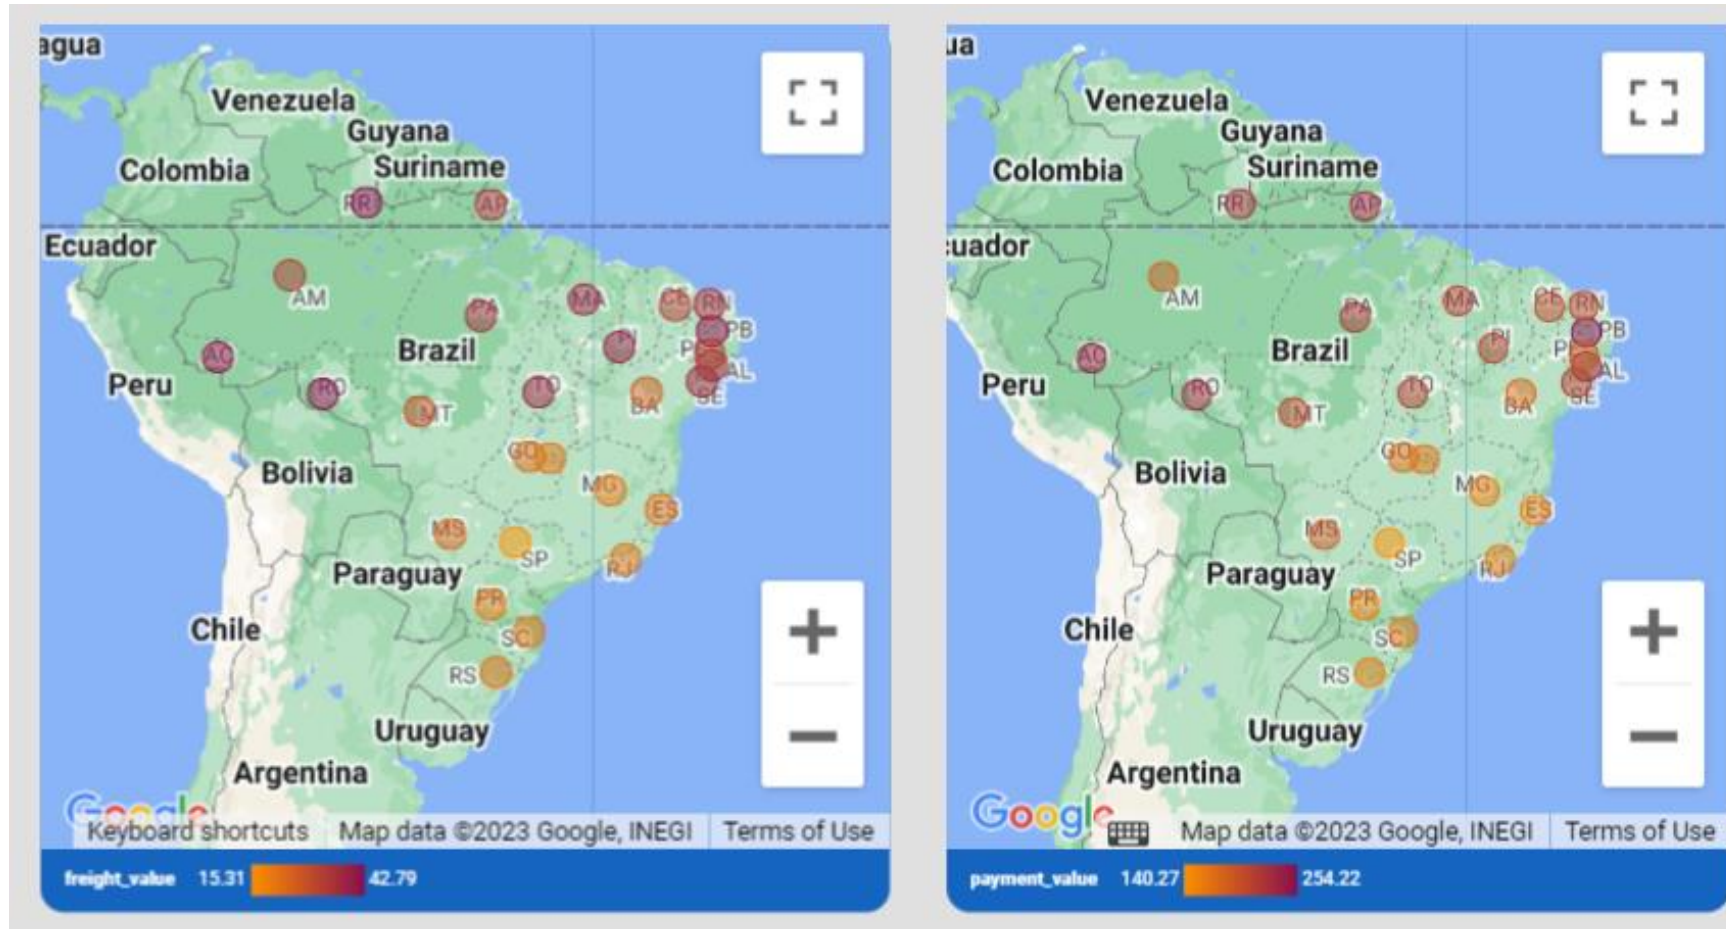 agua
Venezuela
Guyana
Suriname
Colombia
RR
AP
Ecuador
AM
PA
MA
CE
RN
PB
PI
P
AC
Brazil
AL
Peru
RO
TO
SE
BA
MT
GO
Bolivia
MG
ES
MS
SP
RJ
Paraguay
PR
Chile
SC
RS
Uruguay
Argentina
Google
Keyboard shortcuts
Map data ©2023 Google, INEGI
Terms of Use
freight_value 15.31 42.79
ua
Venezuela
Guyana
Suriname
Colombia
RR
AP
cuador
AM
PA
MA
CE
RN
PB
PI
P
AC
Brazil
AL
Peru
RO
TO
SE
BA
MT
GO
Bolivia
MG
ES
MS
SP
RJ
Paraguay
PR
Chile
SC
RS
Uruguay
Argentina
Google
Map data ©2023 Google, INEGI
Terms of Use
payment_value 140.27 254.22